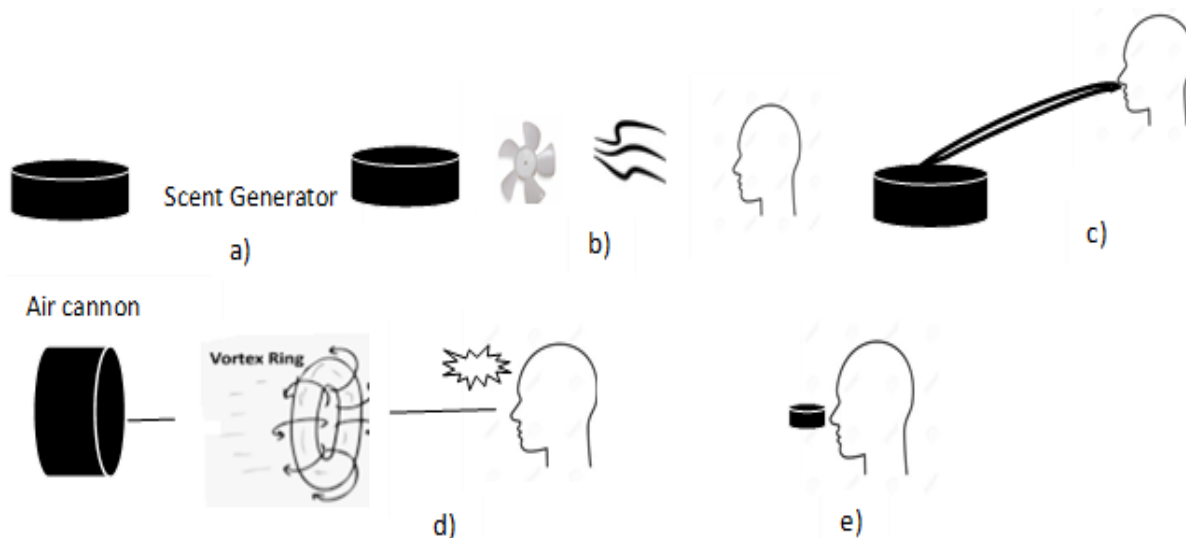 Scent Generator
a)
b)
c)
Air cannon
Vortex Ring
d)
e)